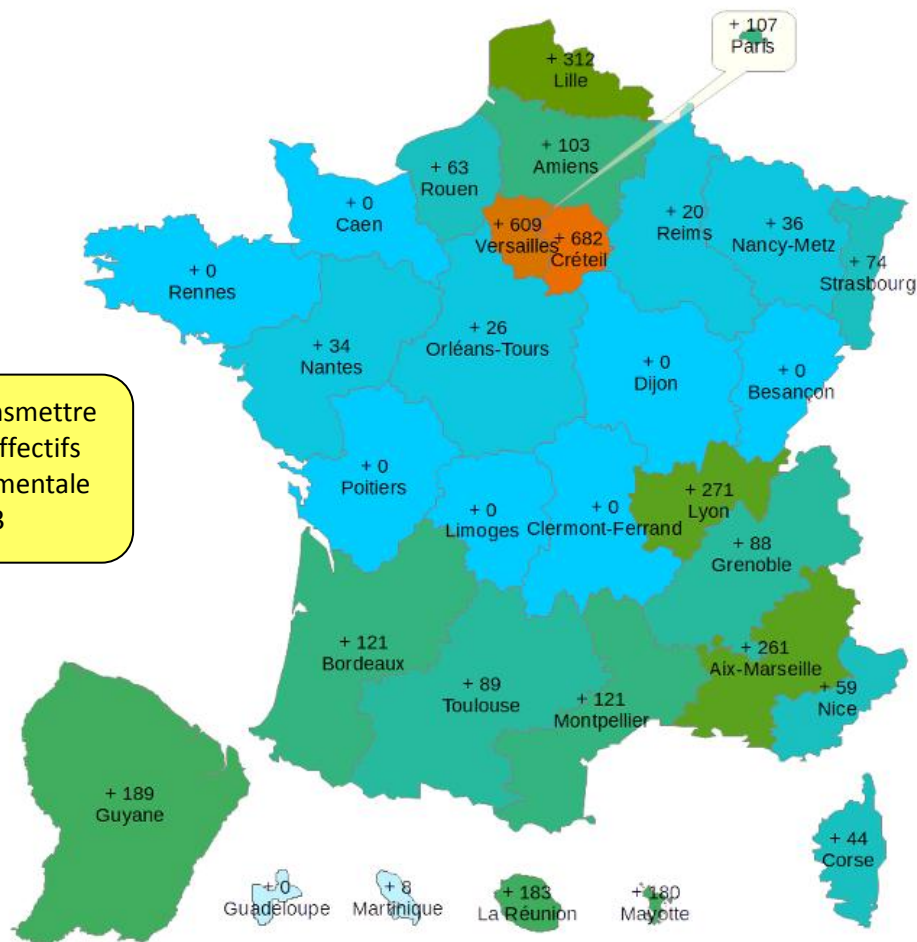 + 107
Paris
+ 312
Lille
+ 103
Amiens
+ 63
Rouen
+ 0
Caen
+ 609
Versailles
+ 682
Créteil
+ 20
Reims
+ 36
Nancy-Metz
+ 74
Strasbourg
+ 0
Rennes
+ 34
Nantes
+ 26
Orléans-Tours
+ 0
Dijon
+ 0
Besançon
+ 0
Poitiers
+ 0
Limoges
+ 0
Clermont-Ferrand
+ 271
Lyon
+ 88
Grenoble
+ 121
Bordeaux
+ 89
Toulouse
+ 121
Montpellier
+ 261
Aix-Marseille
+ 59
Nice
+ 189
Guyane
+ 0
Guadeloupe
+ 8
Martinique
+ 183
La Réunion
+ 180
Mayotte
+ 44
Corse